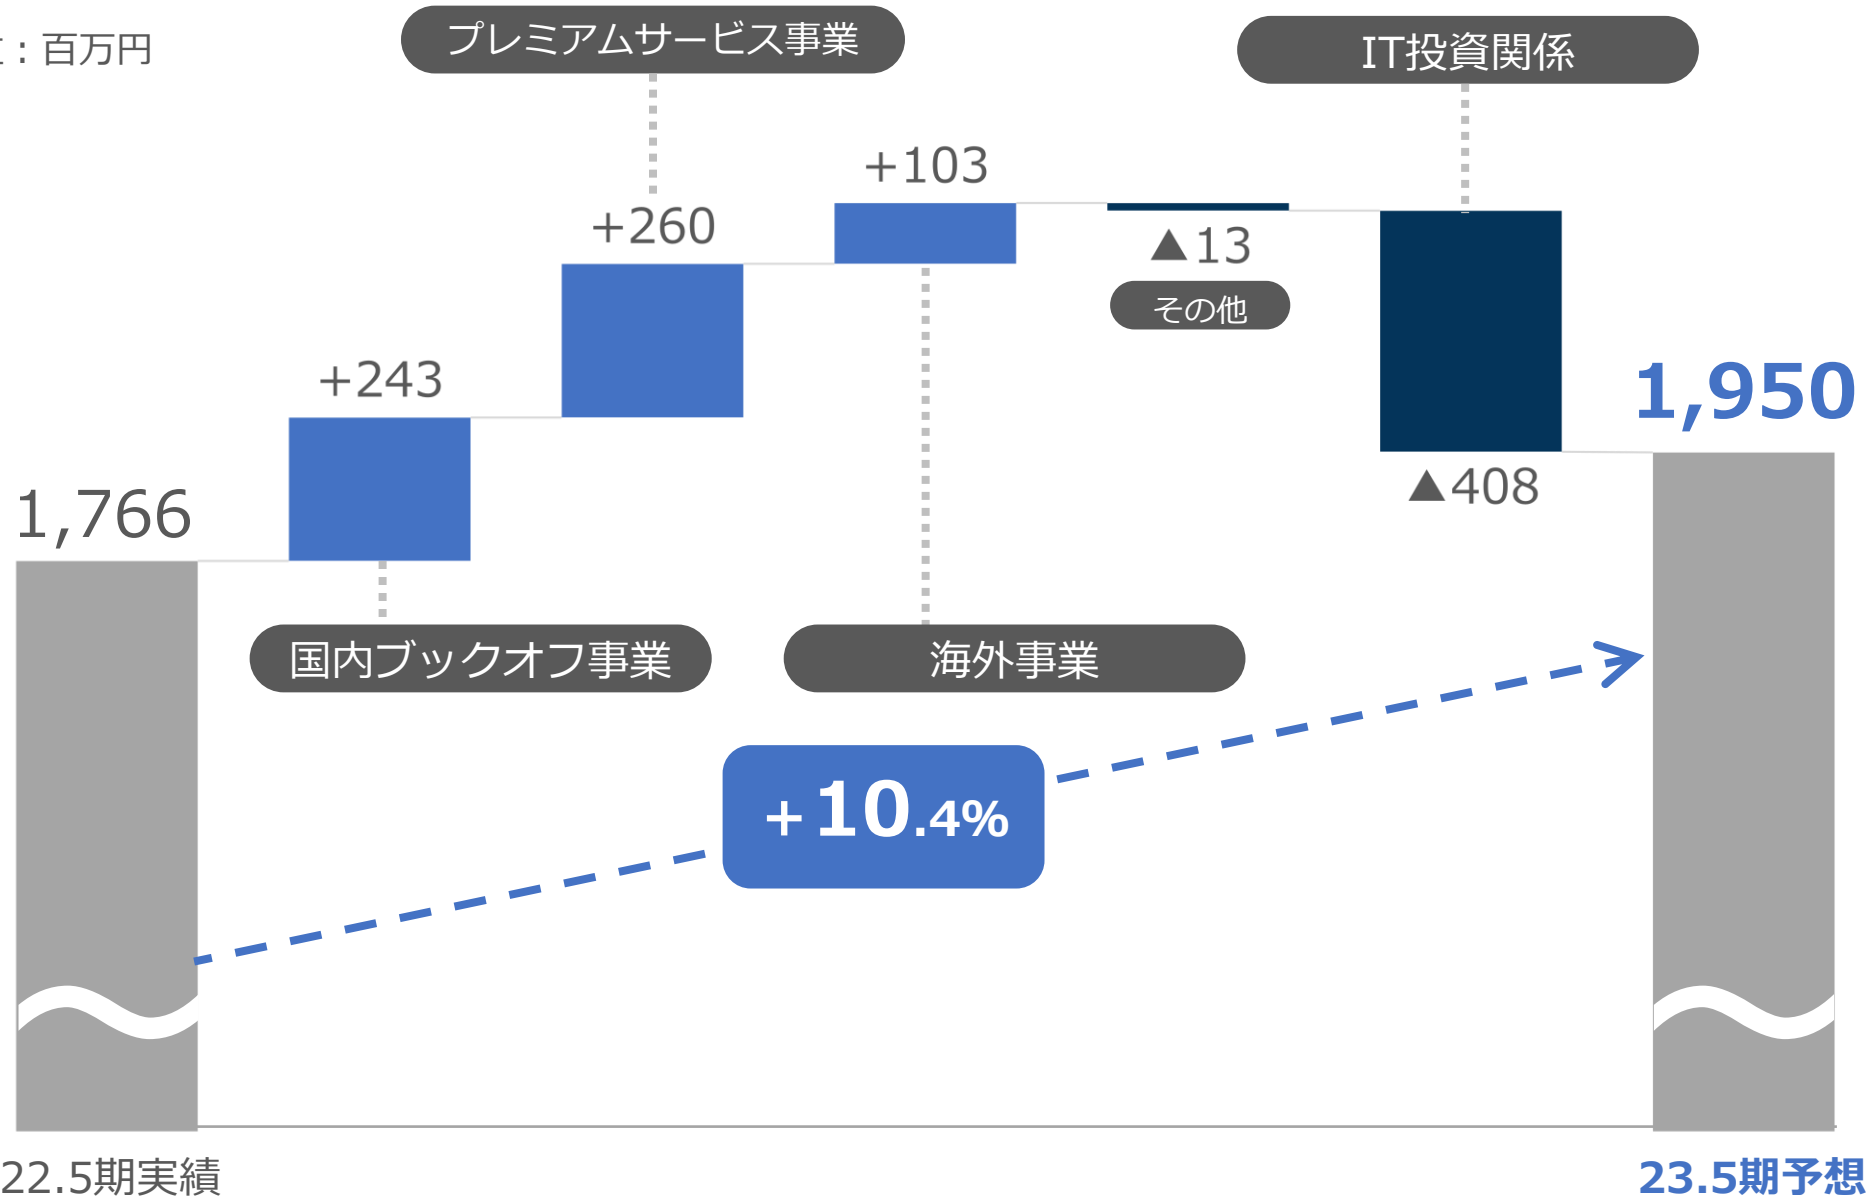 ：百万円
プレミアムサービス事業
IT投資関係
+103
+260
▲13
その他
+243
1,950
▲408
1,766
国内ブックオフ事業
海外事業
+10.4%
22.5期実績
23.5期予想